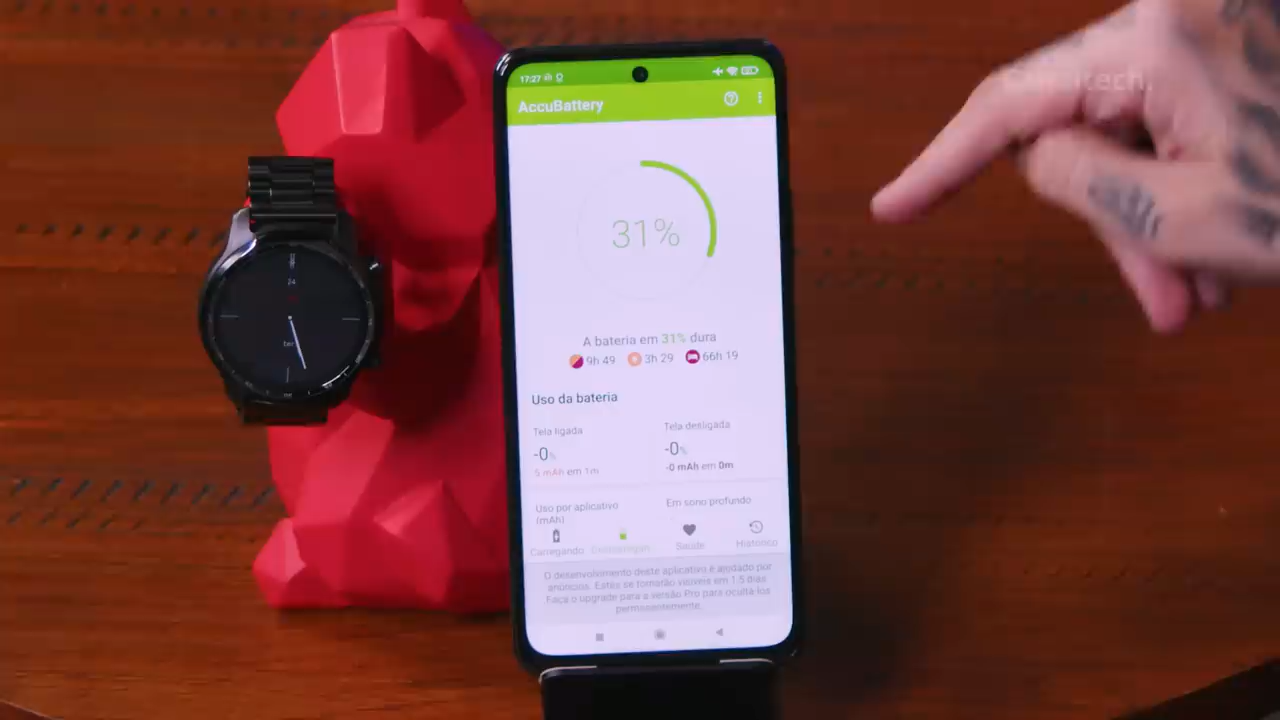 17:27
AccuBattery
31%
A bateria em 31% dura
9h 49 3h 29 66h 19
Uso da bateria
Tela ligada
Tela desligada
-0%
-0%
5 mAh em 1m
-0 mAh em 0m
Uso por aplicativo
(mAh)
Em sono profundo
Carregando
Saúde
Histórico
O desenvolvimento deste aplicativo é ajudado por
anúncios. Estes se tornarão visíveis em 1.5 dias
Faça o upgrade para a versão Pro para ocultá-los
permanentemente.
24
ter